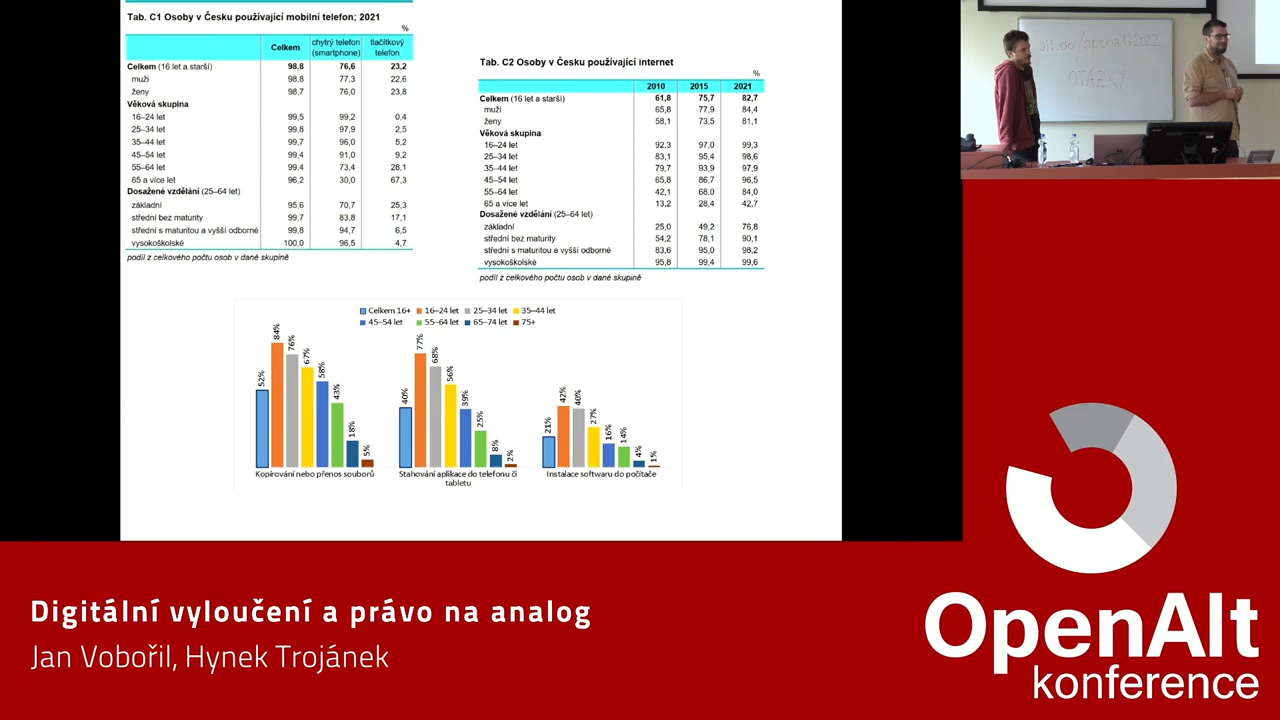 Tab. C1 Osoby v Česku používající mobilní telefon; 2021
%
Celkem chytrý telefon (smartphone) tlačítkový telefon
Celkem (16 let a starší) 98,8 76,6 23,2
muži 98,8 77,3 22,6
ženy 98,7 76,0 23,8
Věková skupina
16–24 let 99,5 99,2 0,4
25–34 let 99,8 97,9 2,5
35–44 let 99,7 96,0 5,2
45–54 let 99,4 91,0 9,2
55–64 let 99,4 73,4 28,1
65 a více let 96,2 30,0 67,3
Dosažené vzdělání (25–64 let)
základní 95,6 70,7 25,3
střední bez maturity 99,7 83,8 17,1
střední s maturitou a vyšší odborné 99,8 94,7 6,5
vysokoškolské 100,0 96,5 4,7
podíl z celkového počtu osob v dané skupině
Tab. C2 Osoby v Česku používající internet
%
2010 2015 2021
Celkem (16 let a starší) 61,8 75,7 82,7
muži 65,8 77,9 84,4
ženy 58,1 73,5 81,1
Věková skupina
16–24 let 92,3 97,0 99,3
25–34 let 83,1 95,4 98,6
35–44 let 79,7 93,9 97,9
45–54 let 65,8 86,7 96,5
55–64 let 42,1 68,0 84,0
65 a více let 13,2 28,4 42,7
Dosažené vzdělání (25–64 let)
základní 25,0 49,2 76,8
střední bez maturity 54,2 78,1 90,1
střední s maturitou a vyšší odborné 83,6 95,0 98,2
vysokoškolské 95,8 99,4 99,6
podíl z celkového počtu osob v dané skupině
Celkem 16+ 16–24 let 25–34 let 35–44 let
45–54 let 55–64 let 65–74 let 75+
52% 84% 76% 67% 58% 43% 18% 5%
Kopírování nebo přenos souborů
40% 77% 68% 56% 39% 25% 8% 2%
Stahování aplikace do telefonu či
tabletu
21% 42% 40% 27% 16% 14% 4% 1%
Instalace softwaru do počítače
sli.do/openalt2022
OTÁZKY
Digitální vyloučení a právo na analog
Jan Vobořil, Hynek Trojánek
OpenAlt
konference